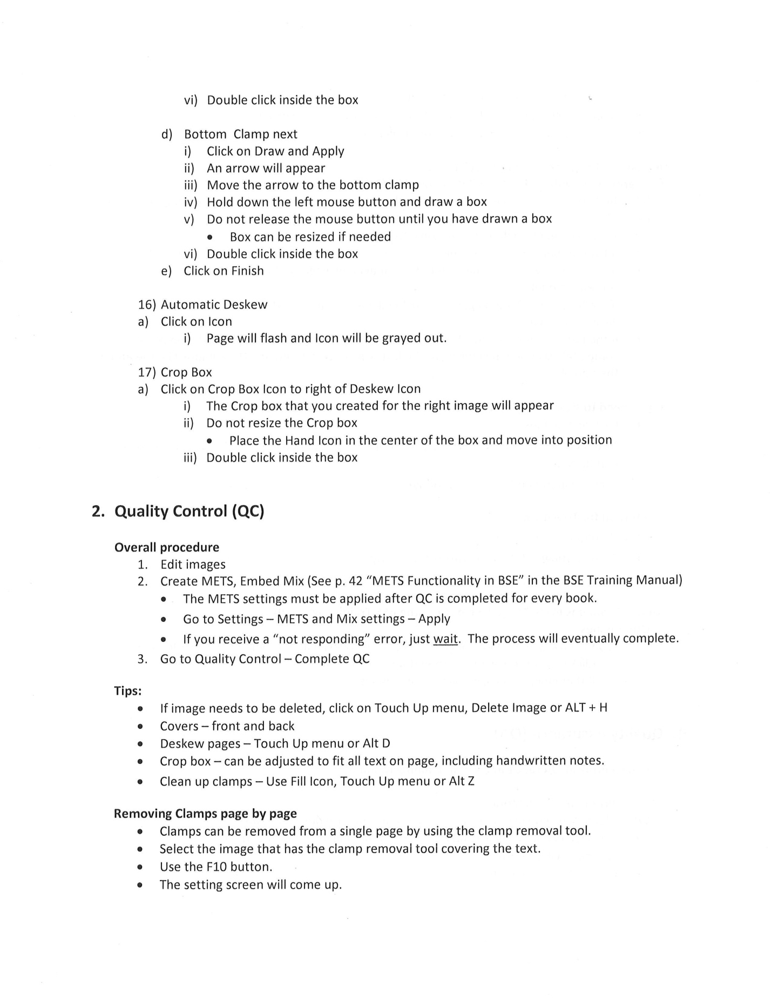 vi) Double click inside the box
d) Bottom Clamp next
i) Click on Draw and Apply
ii) An arrow will appear
iii) Move the arrow to the bottom clamp
iv) Hold down the left mouse button and draw a box
v) Do not release the mouse button until you have drawn a box
• Box can be resized if needed
vi) Double click inside the box
e) Click on Finish
16) Automatic Deskew
a) Click on Icon
i) Page will flash and Icon will be grayed out.
17) Crop Box
a) Click on Crop Box Icon to right of Deskew Icon
i) The Crop box that you created for the right image will appear
ii) Do not resize the Crop box
• Place the Hand Icon in the center of the box and move into position
iii) Double click inside the box
2. Quality Control (QC)
Overall procedure
1. Edit images
2. Create METS, Embed Mix (See p. 42 “METS Functionality in BSE” in the BSE Training Manual)
• The METS settings must be applied after QC is completed for every book.
• Go to Settings – METS and Mix settings – Apply
• If you receive a “not responding” error, just wait. The process will eventually complete.
3. Go to Quality Control – Complete QC
Tips:
• If image needs to be deleted, click on Touch Up menu, Delete Image or ALT + H
• Covers – front and back
• Deskew pages – Touch Up menu or Alt D
• Crop box – can be adjusted to fit all text on page, including handwritten notes.
• Clean up clamps – Use Fill Icon, Touch Up menu or Alt Z
Removing Clamps page by page
• Clamps can be removed from a single page by using the clamp removal tool.
• Select the image that has the clamp removal tool covering the text.
• Use the F10 button.
• The setting screen will come up.